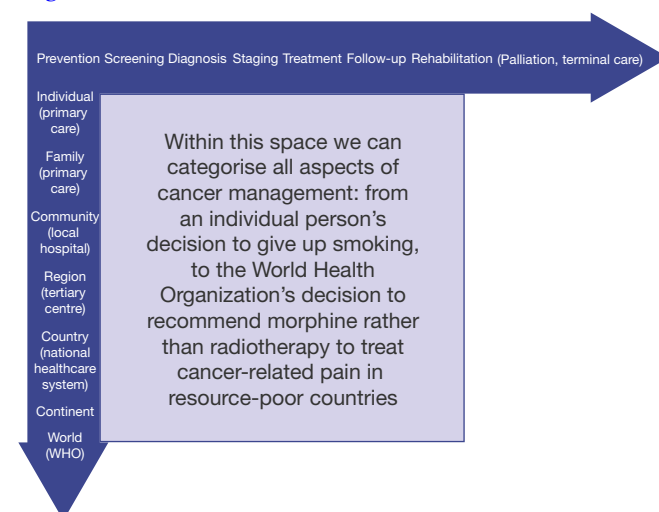 Prevention Screening Diagnosis Staging Treatment Follow-up Rehabilitation (Palliation, terminal care)
Individual
(primary
care)
Family
(primary
care)
Community
(local
hospital)
Region
(tertiary
centre)
Country
(national
healthcare
system)
Continent
World
(WHO)
Within this space we can
categorise all aspects of
cancer management: from
an individual person's
decision to give up smoking,
to the World Health
Organization's decision to
recommend morphine rather
than radiotherapy to treat
cancer-related pain in
resource-poor countries